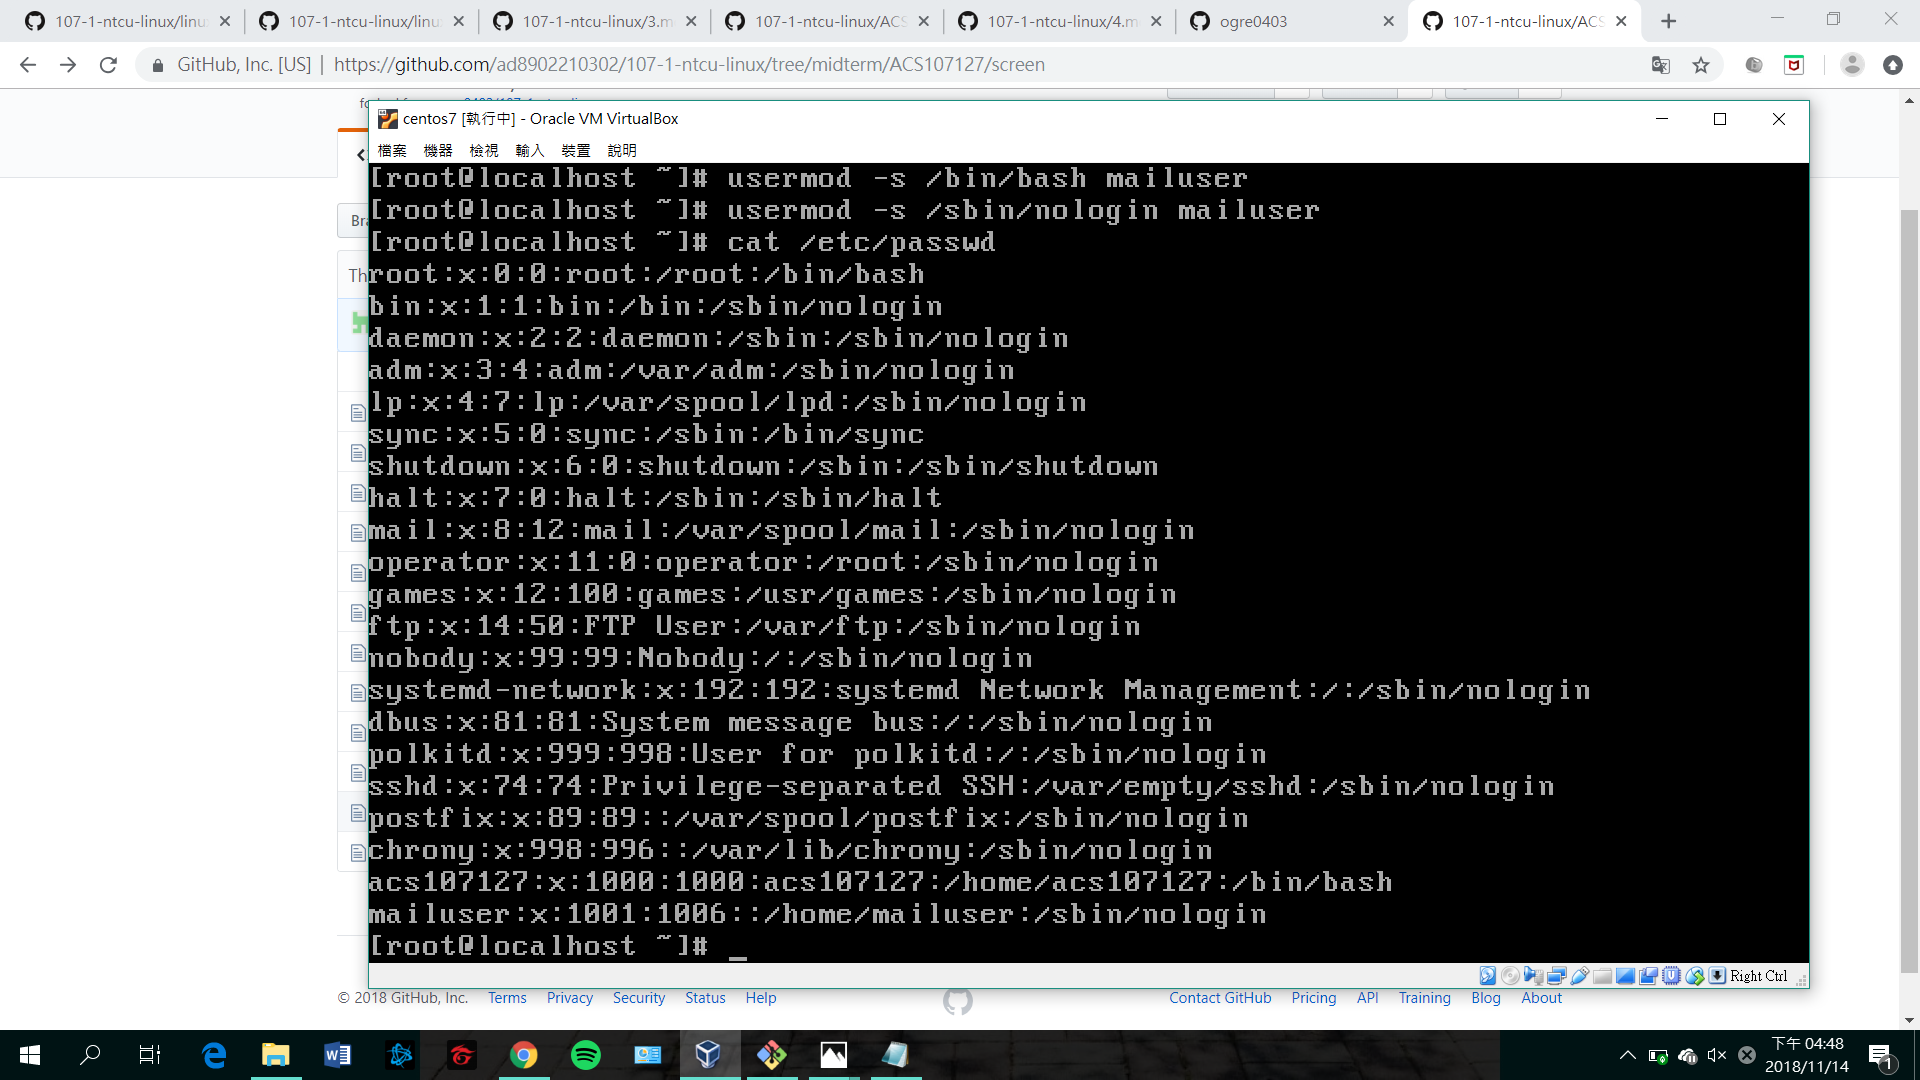 107-1-ntcu-linux/linu
107-1-ntcu-linux/linu
107-1-ntcu-linux/3.m
107-1-ntcu-linux/ACS
107-1-ntcu-linux/4.m
ogre0403
107-1-ntcu-linux/ACS
GitHub, Inc. [US] | https://github.com/ad8902210302/107-1-ntcu-linux/tree/midterm/ACS107127/screen
centos7 [執行中] - Oracle VM VirtualBox
檔案 機器 檢視 輸入 裝置 說明
Bra
Th
[root@localhost ~]# usermod -s /bin/bash mailuser
[root@localhost ~]# usermod -s /sbin/nologin mailuser
[root@localhost ~]# cat /etc/passwd
root:x:0:0:root:/root:/bin/bash
bin:x:1:1:bin:/bin:/sbin/nologin
daemon:x:2:2:daemon:/sbin:/sbin/nologin
adm:x:3:4:adm:/var/adm:/sbin/nologin
lp:x:4:7:lp:/var/spool/lpd:/sbin/nologin
sync:x:5:0:sync:/sbin:/bin/sync
shutdown:x:6:0:shutdown:/sbin:/sbin/shutdown
halt:x:7:0:halt:/sbin:/sbin/halt
mail:x:8:12:mail:/var/spool/mail:/sbin/nologin
operator:x:11:0:operator:/root:/sbin/nologin
games:x:12:100:games:/usr/games:/sbin/nologin
ftp:x:14:50:FTP User:/var/ftp:/sbin/nologin
nobody:x:99:99:Nobody:/:/sbin/nologin
systemd-network:x:192:192:systemd Network Management:/:/sbin/nologin
dbus:x:81:81:System message bus:/:/sbin/nologin
polkitd:x:999:998:User for polkitd:/:/sbin/nologin
sshd:x:74:74:Privilege-separated SSH:/var/empty/sshd:/sbin/nologin
postfix:x:89:89::/var/spool/postfix:/sbin/nologin
chrony:x:998:996::/var/lib/chrony:/sbin/nologin
acs107127:x:1000:1000:acs107127:/home/acs107127:/bin/bash
mailuser:x:1001:1006::/home/mailuser:/sbin/nologin
[root@localhost ~]# _
Right Ctrl
© 2018 GitHub, Inc. Terms Privacy Security Status Help
Contact GitHub Pricing API Training Blog About
下午 04:48
2018/11/14
1